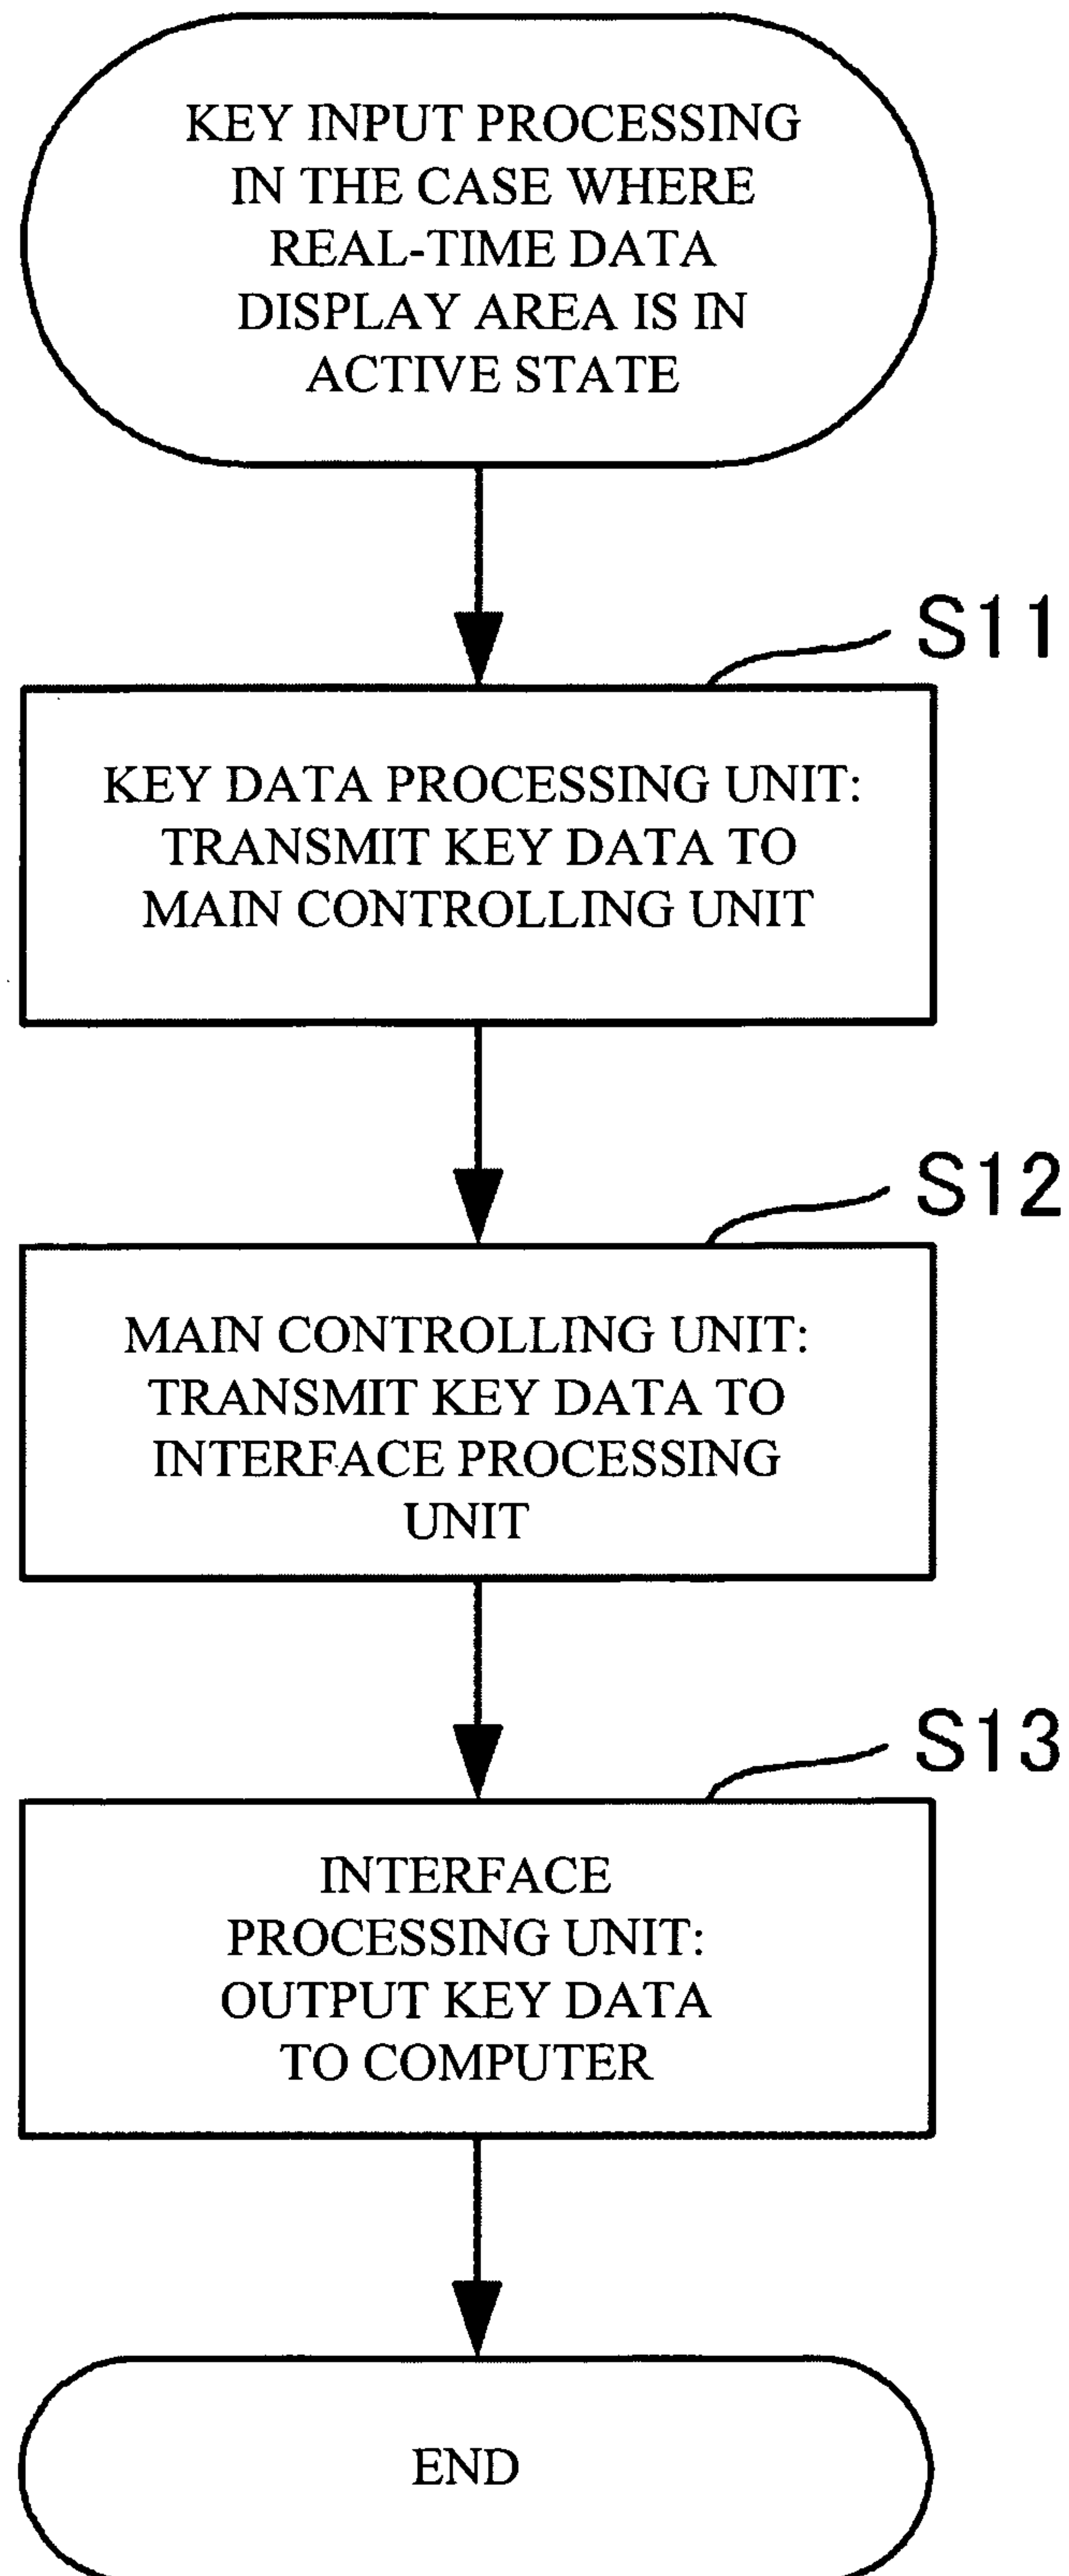 KEY INPUT PROCESSING
IN THE CASE WHERE
REAL-TIME DATA
DISPLAY AREA IS IN
ACTIVE STATE
S11
KEY DATA PROCESSING UNIT:
TRANSMIT KEY DATA TO
MAIN CONTROLLING UNIT
S12
MAIN CONTROLLING UNIT:
TRANSMIT KEY DATA TO
INTERFACE PROCESSING
UNIT
S13
INTERFACE
PROCESSING UNIT:
OUTPUT KEY DATA
TO COMPUTER
END